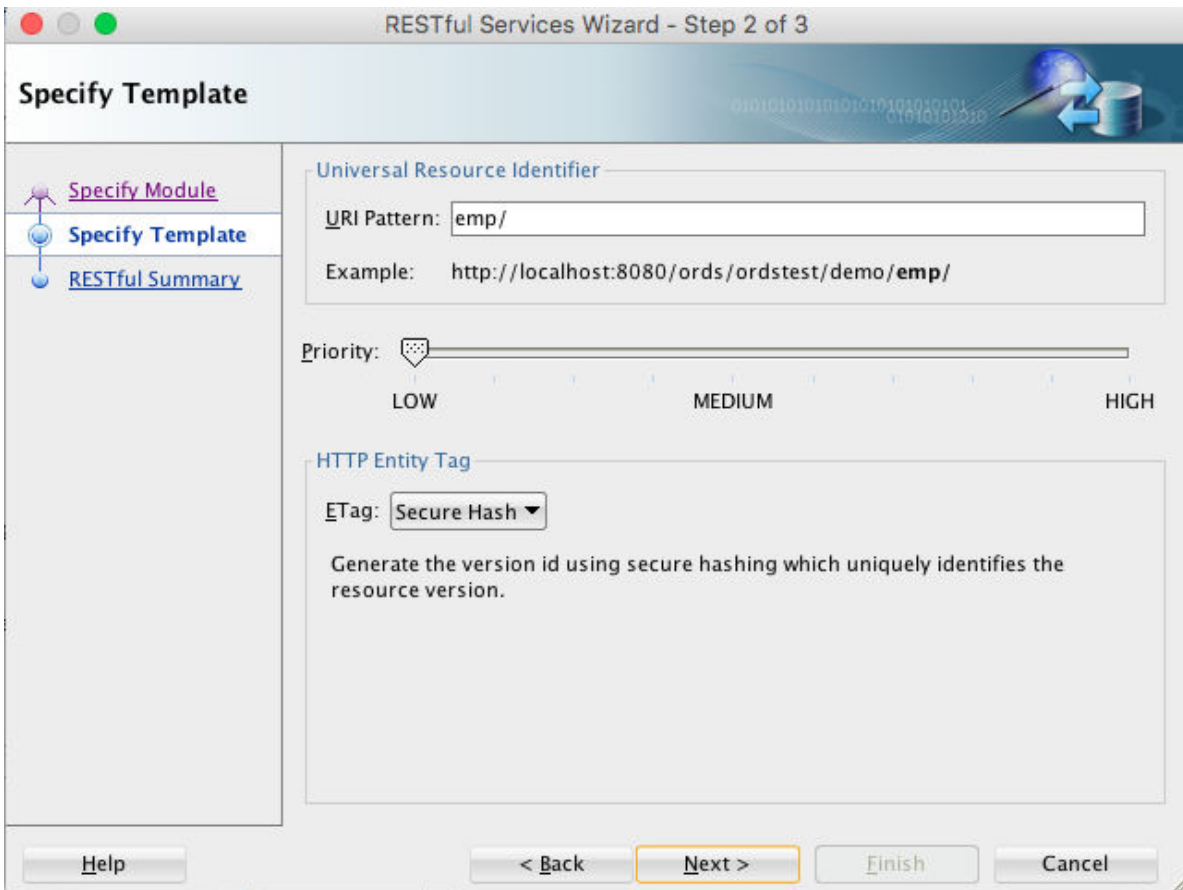 RESTful Services Wizard - Step 2 of 3
Specify Template
0101010101010101010101010101
01010101010
Specify Module
Specify Template
RESTful Summary
Universal Resource Identifier
URI Pattern: emp/
Example: http://localhost:8080/ords/ordstest/demo/emp/
Priority:
LOW MEDIUM HIGH
HTTP Entity Tag
ETag: Secure Hash
Generate the version id using secure hashing which uniquely identifies the
resource version.
Help < Back Next > Finish Cancel